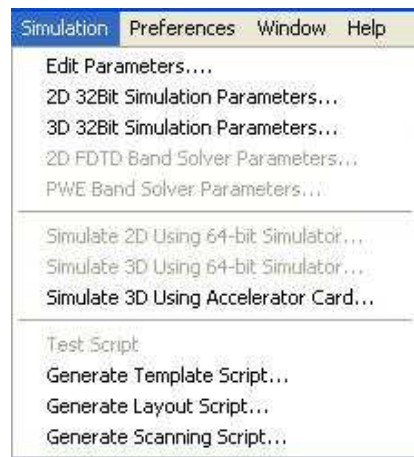 Simulation Preferences Window Help
Edit Parameters....
2D 32Bit Simulation Parameters...
3D 32Bit Simulation Parameters...
2D FDTD Band Solver Parameters...
PWE Band Solver Parameters...
Simulate 2D Using 64-bit Simulator...
Simulate 3D Using 64-bit Simulator...
Simulate 3D Using Accelerator Card...
Test Script
Generate Template Script...
Generate Layout Script...
Generate Scanning Script...